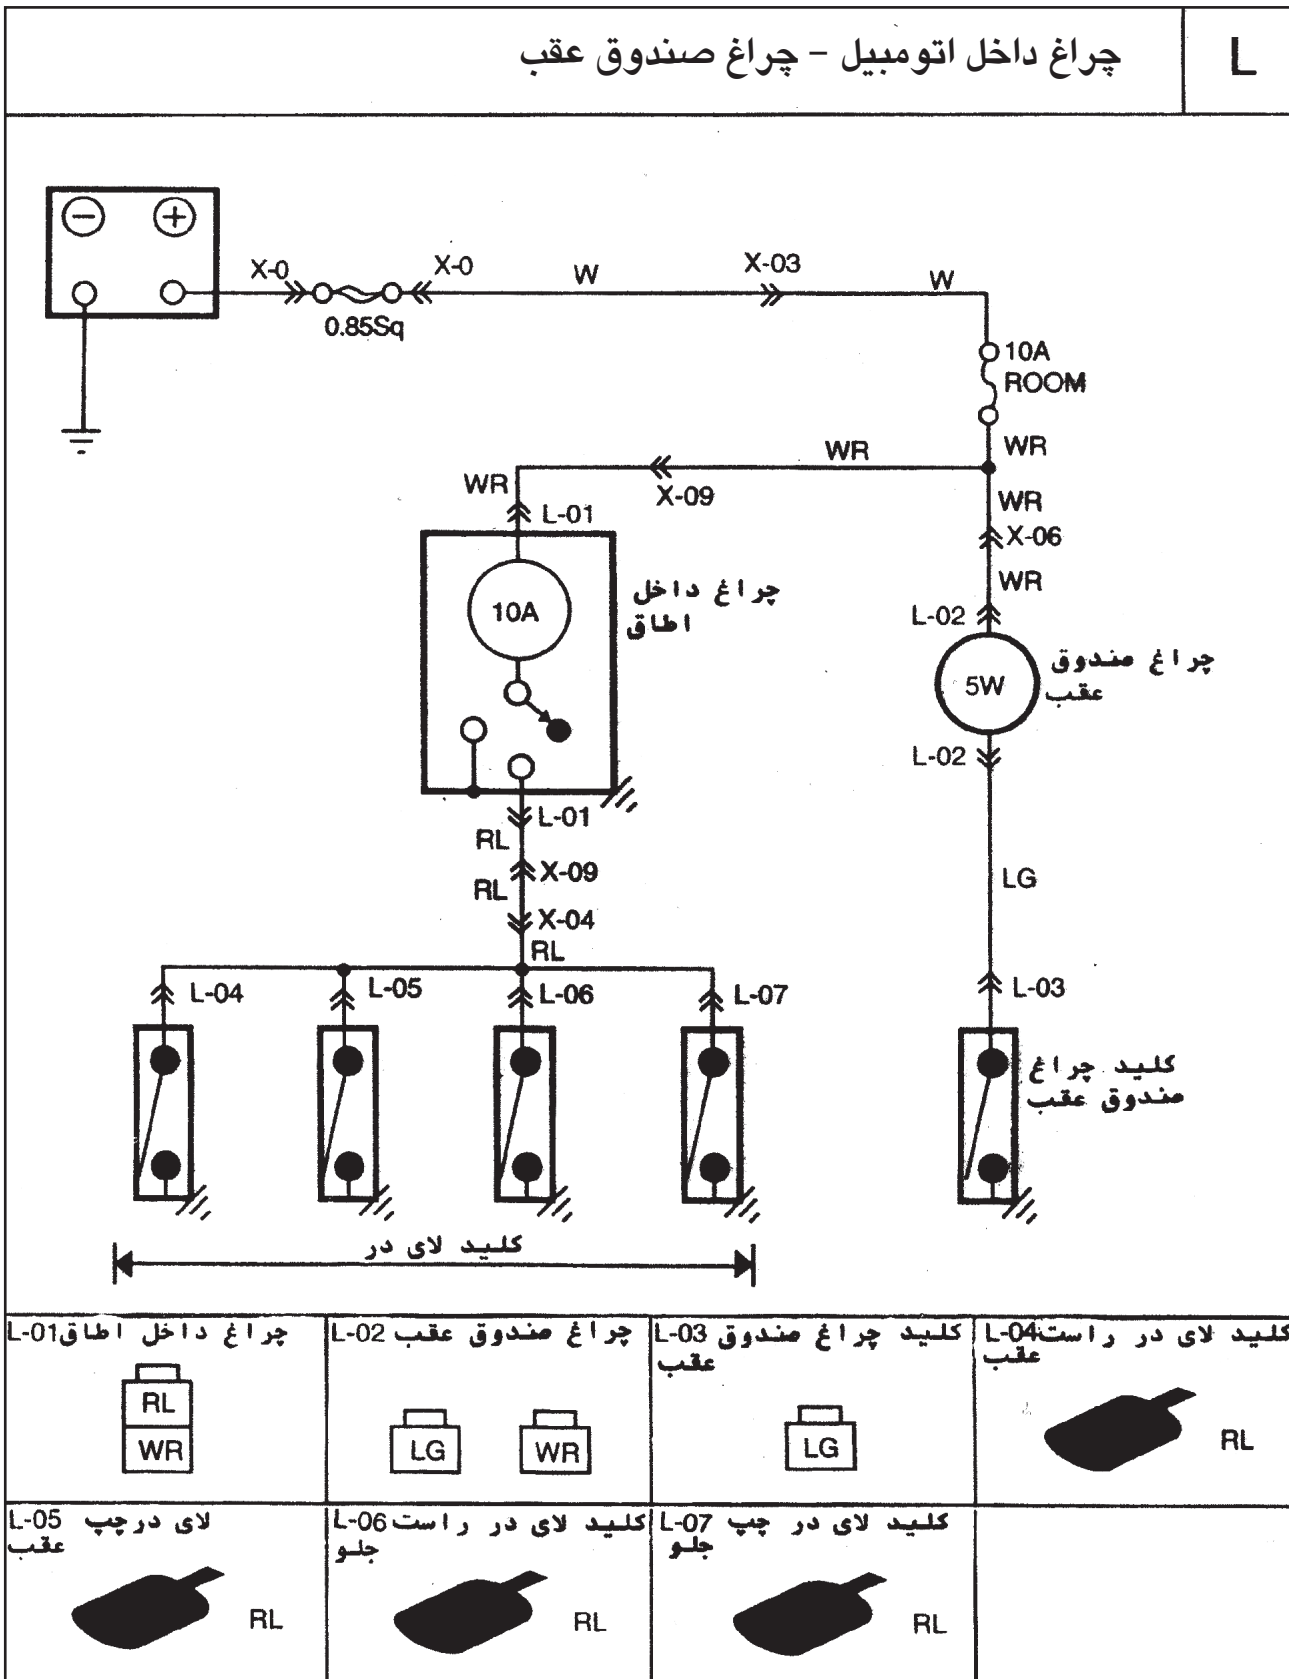 L
چراغ داخل اتومبیل - چراغ صندوق عقب
X-0
X-0
W
X-03
W
0.85Sq
10A
ROOM
WR
WR
WR
X-09
WR
L-01
X-06
WR
10A
چراغ داخل
اطاق
L-02
5W
چراغ صندوق
عقب
L-02
L-01
RL
X-09
RL
X-04
RL
LG
L-04
L-05
L-06
L-07
L-03
کلید چراغ
صندوق عقب
کلید لای در
L-01 چراغ داخل اطاق
RL
WR
L-02 چراغ صندوق عقب
LG
WR
L-03 کلید چراغ صندوق
عقب
LG
L-04 کلید لای در راست
عقب
RL
L-05 لای در چپ
عقب
RL
L-06 کلید لای در راست
جلو
RL
L-07 کلید لای در چپ
جلو
RL